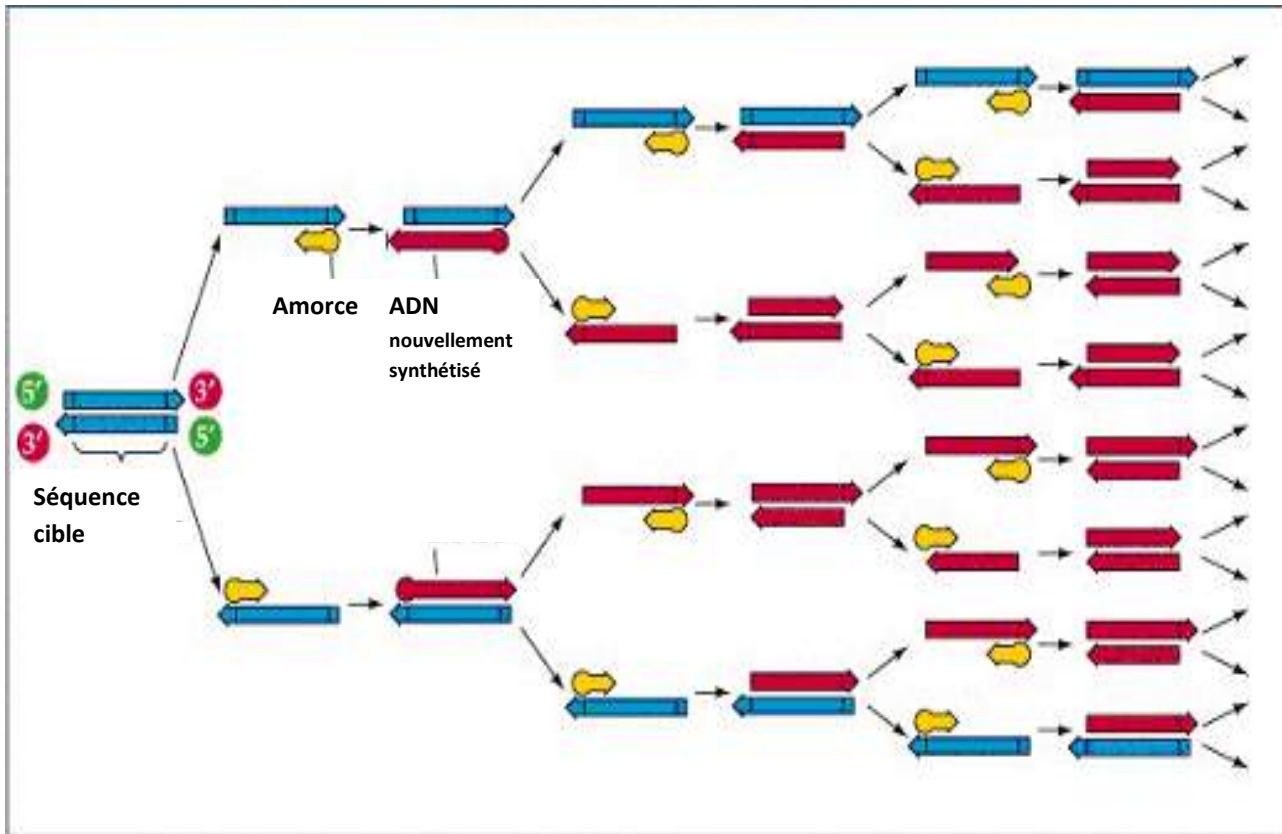 Amorce
ADN
nouvellement
synthétisé
5' 3'
3' 5'
Séquence
cible